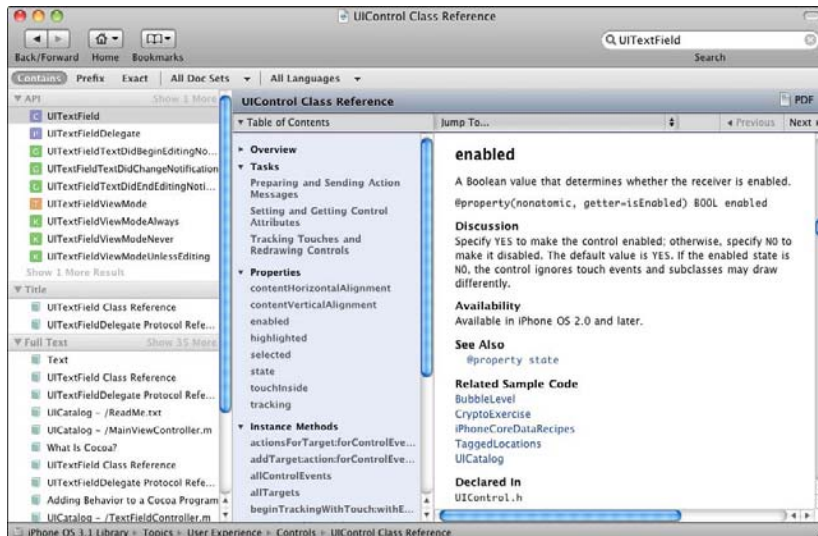 UIControl Class Reference
UITextField
Back/Forward Home Bookmarks
Search
Contains Prefix Exact All Doc Sets All Languages
API Show 1 More
UITextField
UITextFieldDelegate
UITextFieldTextDidBeginEditingNo...
UITextFieldTextDidChangeNotification
UITextFieldTextDidEndEditingNoti...
UITextFieldViewMode
UITextFieldViewModeAlways
UITextFieldViewModeNever
UITextFieldViewModeUnlessEditing
Show 1 More Result
Title
UITextField Class Reference
UITextFieldDelegate Protocol Refe...
Full Text Show 35 More
Text
UITextField Class Reference
UITextFieldDelegate Protocol Refe...
UICatalog - /ReadMe.txt
UICatalog - /MainViewController.m
What Is Cocoa?
UITextField Class Reference
UITextFieldDelegate Protocol Refe...
Adding Behavior to a Cocoa Program
UICatalog - /TextFieldController.m
UIControl Class Reference
PDF
Table of Contents
Jump To...
Previous Next
Overview
Tasks
Preparing and Sending Action
Messages
Setting and Getting Control
Attributes
Tracking Touches and
Redrawing Controls
Properties
contentHorizontalAlignment
contentVerticalAlignment
enabled
highlighted
selected
state
touchInside
tracking
Instance Methods
actionsForTarget:forControlEve...
addTarget:action:forControlEve...
allControlEvents
allTargets
beginTrackingWithTouch:withE...
enabled
A Boolean value that determines whether the receiver is enabled.
@property(nonatomic, getter=isEnabled) BOOL enabled
Discussion
Specify YES to make the control enabled; otherwise, specify NO to
make it disabled. The default value is YES. If the enabled state is
NO, the control ignores touch events and subclasses may draw
differently.
Availability
Available in iPhone OS 2.0 and later.
See Also
@property state
Related Sample Code
BubbleLevel
CryptoExercise
iPhoneCoreDataRecipes
TaggedLocations
UICatalog
Declared In
UIControl.h
iPhone OS 3.1 Library Topics User Experience Controls UIControl Class Reference